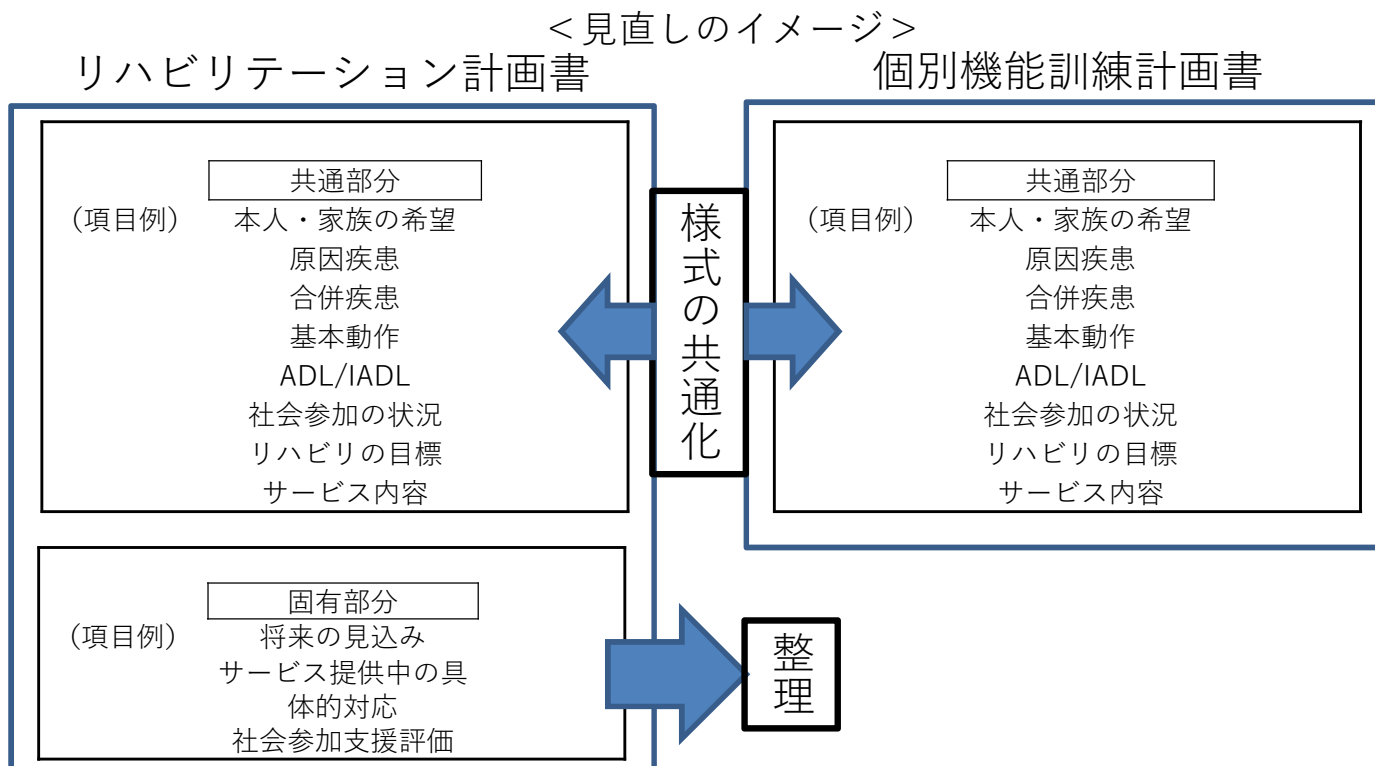 ＜見直しのイメージ＞
リハビリテーション計画書
共通部分
（項目例）
本人・家族の希望
原因疾患
合併疾患
基本動作
ADL/IADL
社会参加の状況
リハビリの目標
サービス内容
固有部分
（項目例）
将来の見込み
サービス提供中の具
体的対応
社会参加支援評価
様式の共通化
整理
個別機能訓練計画書
共通部分
（項目例）
本人・家族の希望
原因疾患
合併疾患
基本動作
ADL/IADL
社会参加の状況
リハビリの目標
サービス内容